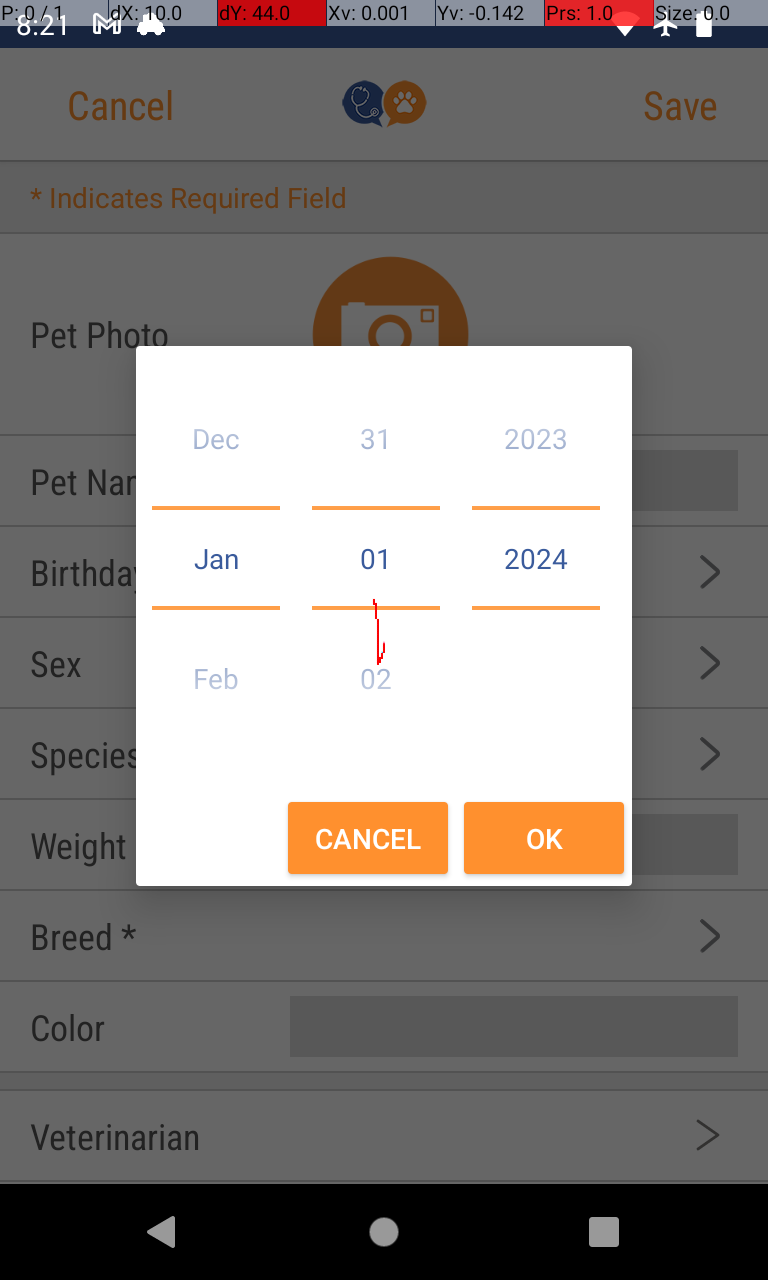 P: 0 / 1 dX: 10.0 dY: 44.0 Xv: 0.001 Yv: -0.142 Prs: 1.0 Size: 0.0
8:21
Cancel Save
* Indicates Required Field
Pet Photo
Dec 31 2023
Pet Nar
Jan 01 2024
Birthday
Sex
Feb 02
Species
CANCEL OK
Weight
Breed *
Color
Veterinarian